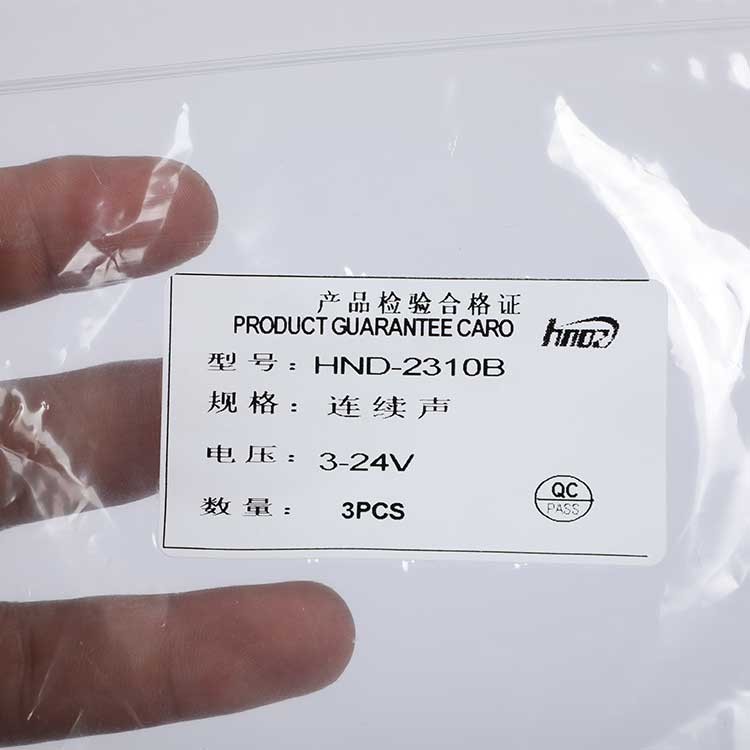 产品检验合格证
PRODUCT GUARANTEE CARO
hndz
型号: HND-2310B
规格: 连续声
电压: 3-24V
数量: 3PCS
QC
PASS